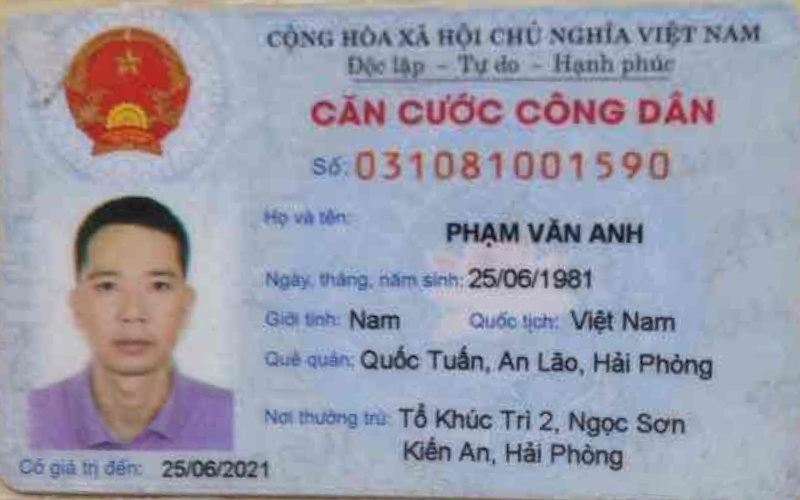 CỘNG HÒA XÃ HỘI CHỦ NGHĨA VIỆT NAM
Độc lập - Tự do - Hạnh phúc
CĂN CƯỚC CÔNG DÂN
Số: 031081001590
Họ và tên: PHẠM VĂN ANH
Ngày, tháng, năm sinh: 25/06/1981
Giới tính: Nam Quốc tịch: Việt Nam
Quê quán: Quốc Tuấn, An Lão, Hải Phòng
Nơi thường trú: Tổ Khúc Trì 2, Ngọc Sơn
Kiến An, Hải Phòng
Có giá trị đến: 25/06/2021